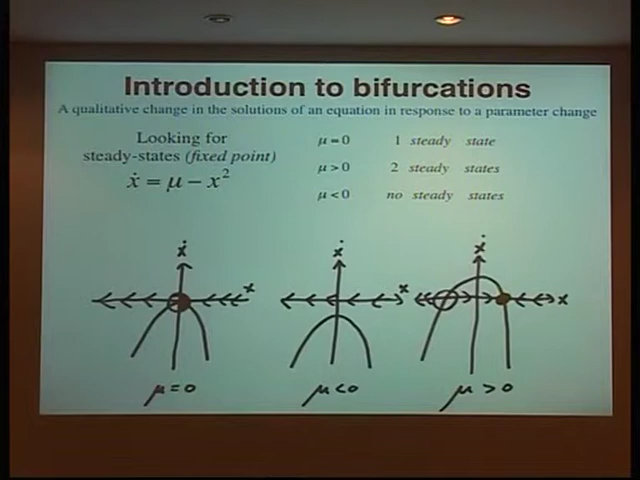 Introduction to bifurcations
A qualitative change in the solutions of an equation in response to a parameter change
Looking for
steady-states (fixed point)
ẋ = μ − x²
μ = 0 1 steady state
μ > 0 2 steady states
μ < 0 no steady states
ẋ ẋ ẋ
x x x
μ = 0 μ < 0 μ > 0